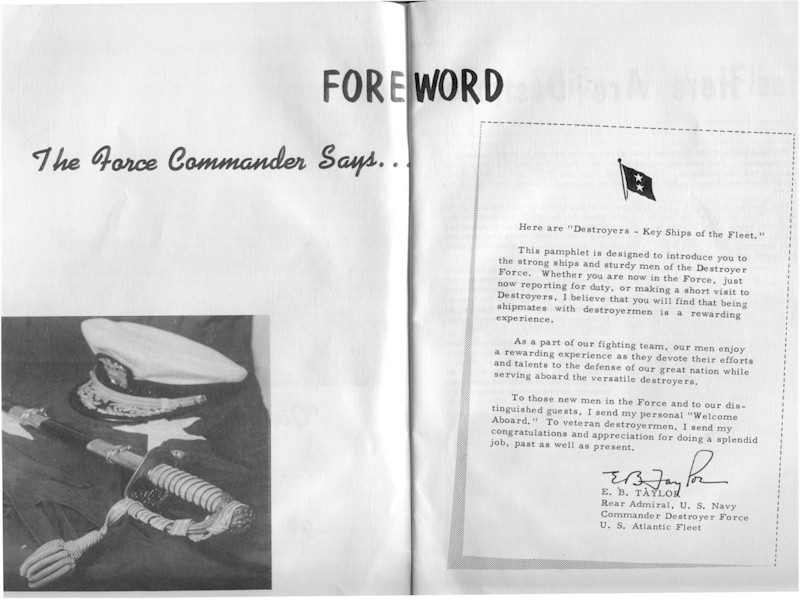 FOREWORD
The Force Commander Says...
Here are "Destroyers - Key Ships of the Fleet."
This pamphlet is designed to introduce you to
the strong ships and sturdy men of the Destroyer
Force. Whether you are now in the Force, just
now reporting for duty, or making a short visit to
Destroyers, I believe that you will find that being
shipmates with destroyermen is a rewarding
experience.
As a part of our fighting team, our men enjoy
a rewarding experience as they devote their efforts
and talents to the defense of our great nation while
serving aboard the versatile destroyers.
To those new men in the Force and to our dis-
tinguished guests, I send my personal "Welcome
Aboard." To veteran destroyermen, I send my
congratulations and appreciation for doing a splendid
job, past as well as present.
E B Taylor
E. B. TAYLOR
Rear Admiral, U. S. Navy
Commander Destroyer Force
U. S. Atlantic Fleet